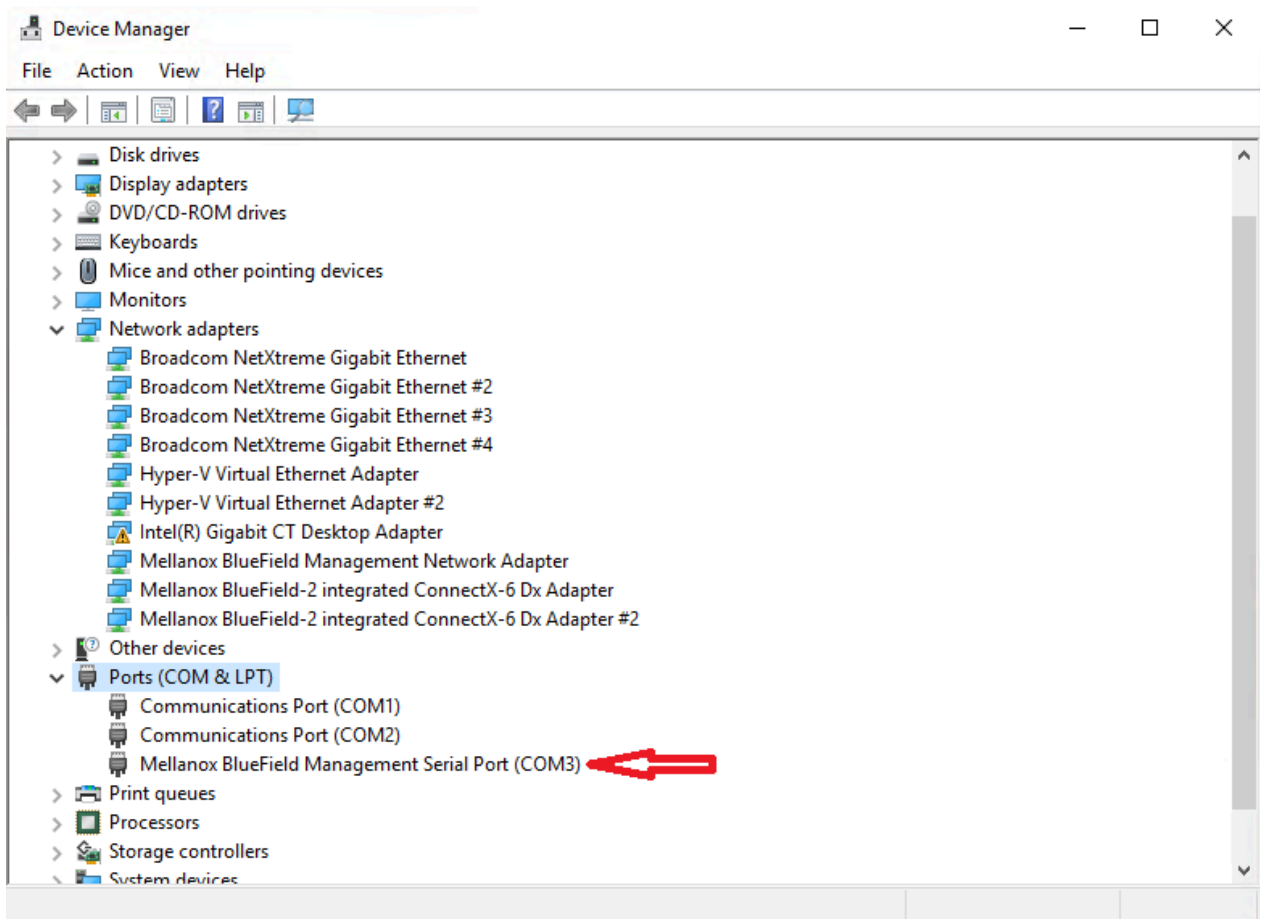 Device Manager
File Action View Help
Disk drives
Display adapters
DVD/CD-ROM drives
Keyboards
Mice and other pointing devices
Monitors
Network adapters
Broadcom NetXtreme Gigabit Ethernet
Broadcom NetXtreme Gigabit Ethernet #2
Broadcom NetXtreme Gigabit Ethernet #3
Broadcom NetXtreme Gigabit Ethernet #4
Hyper-V Virtual Ethernet Adapter
Hyper-V Virtual Ethernet Adapter #2
Intel(R) Gigabit CT Desktop Adapter
Mellanox BlueField Management Network Adapter
Mellanox BlueField-2 integrated ConnectX-6 Dx Adapter
Mellanox BlueField-2 integrated ConnectX-6 Dx Adapter #2
Other devices
Ports (COM & LPT)
Communications Port (COM1)
Communications Port (COM2)
Mellanox BlueField Management Serial Port (COM3)
Print queues
Processors
Storage controllers
System devices